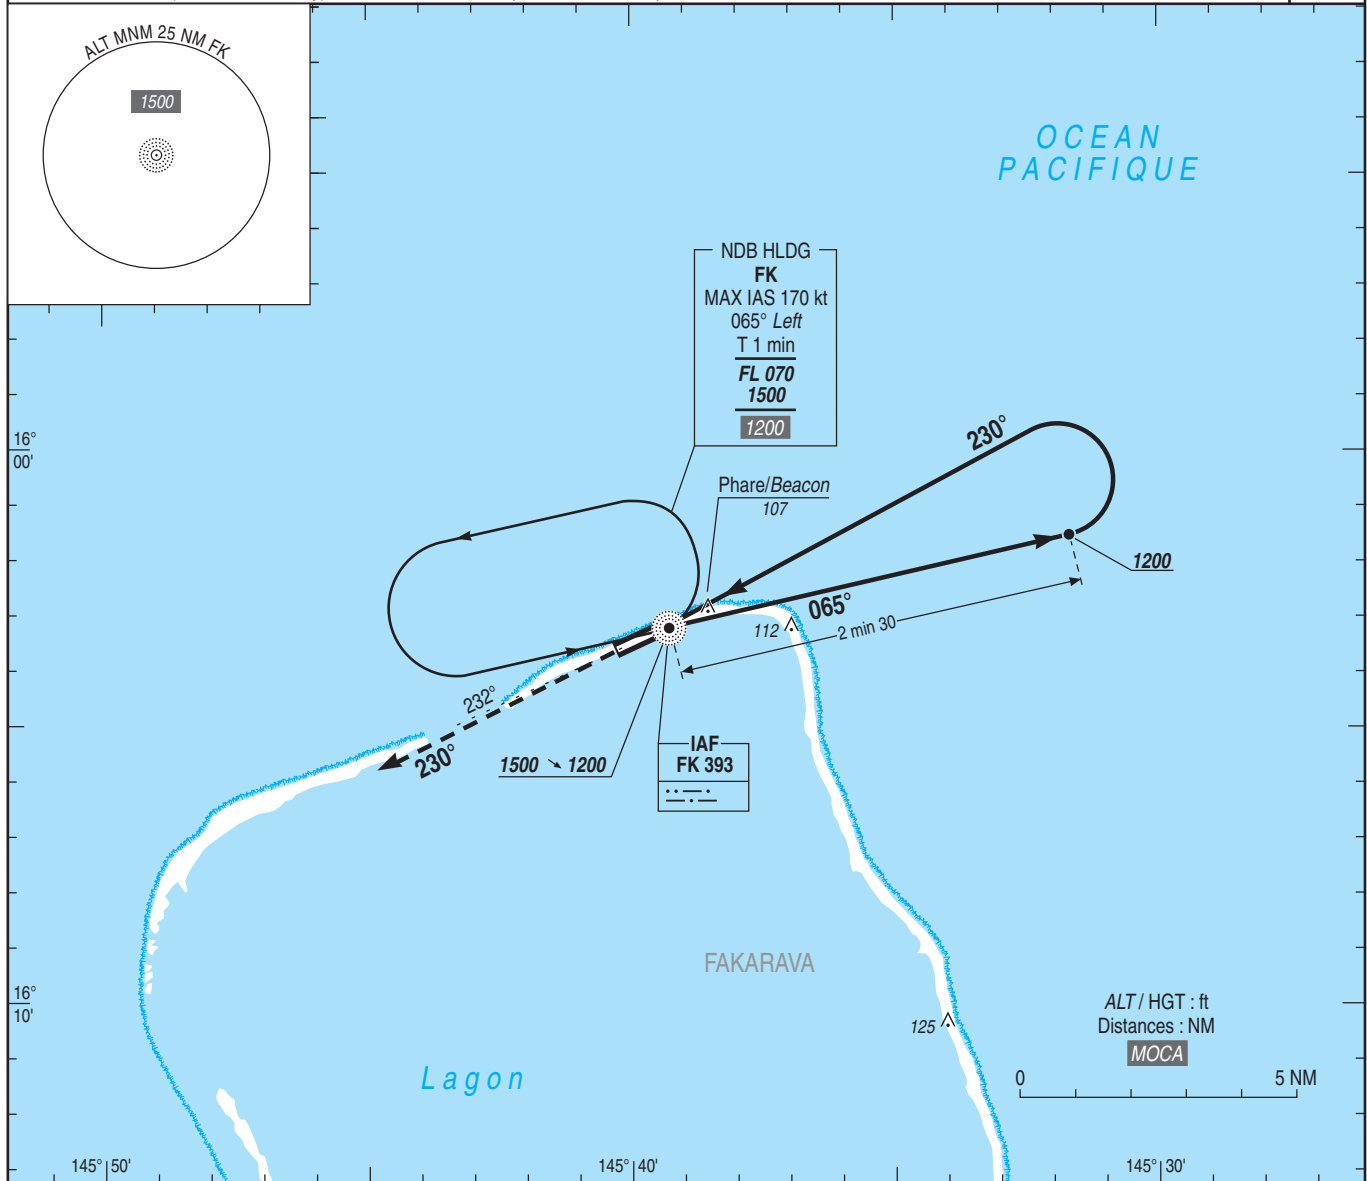 ALT MNM 25 NM FK
1500
OCEAN
PACIFIQUE
NDB HLDG
FK
MAX IAS 170 kt
065° Left
T 1 min
FL 070
1500
1200
16°
00'
230°
Phare/Beacon
107
1200
065°
112
2 min 30
232°
230°
1500 ↘ 1200
IAF
FK 393
FAKARAVA
16°
10'
125
ALT / HGT : ft
Distances : NM
MOCA
0 5 NM
Lagon
145° 50' 145° 40' 145° 30'